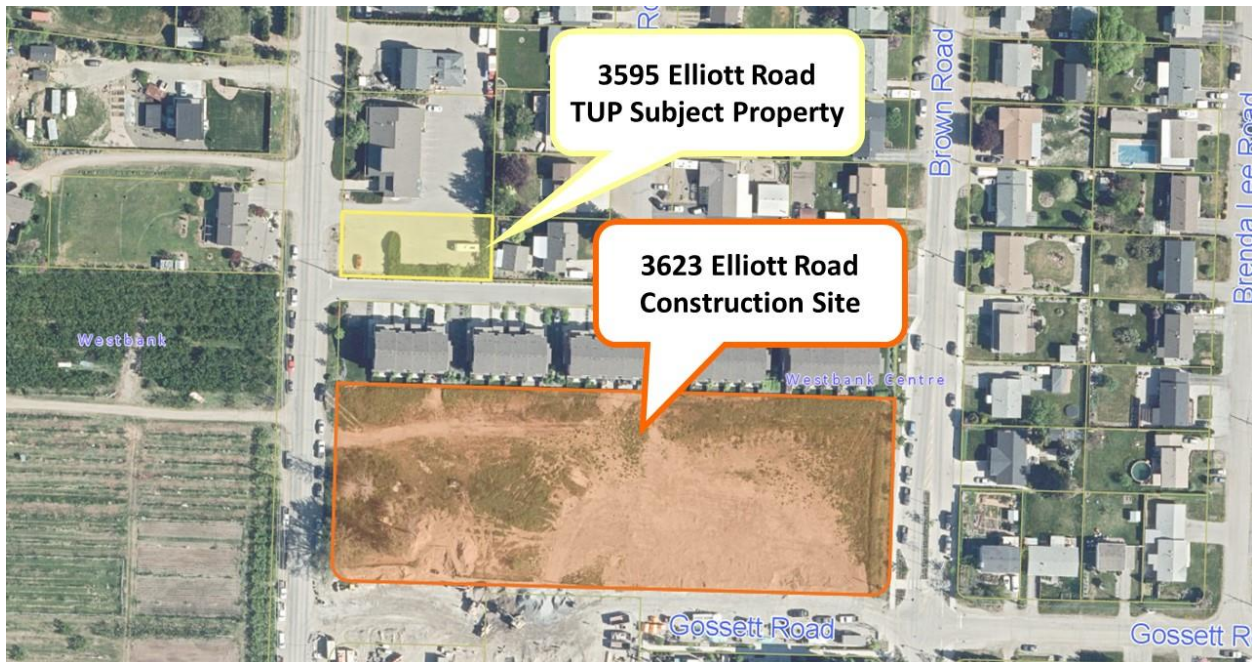 Ro
3595 Elliott Road
TUP Subject Property
Brown Road
Brenda Lee Road
3623 Elliott Road
Construction Site
Westbank
Westbank Centre
Gossett Road
Gossett R